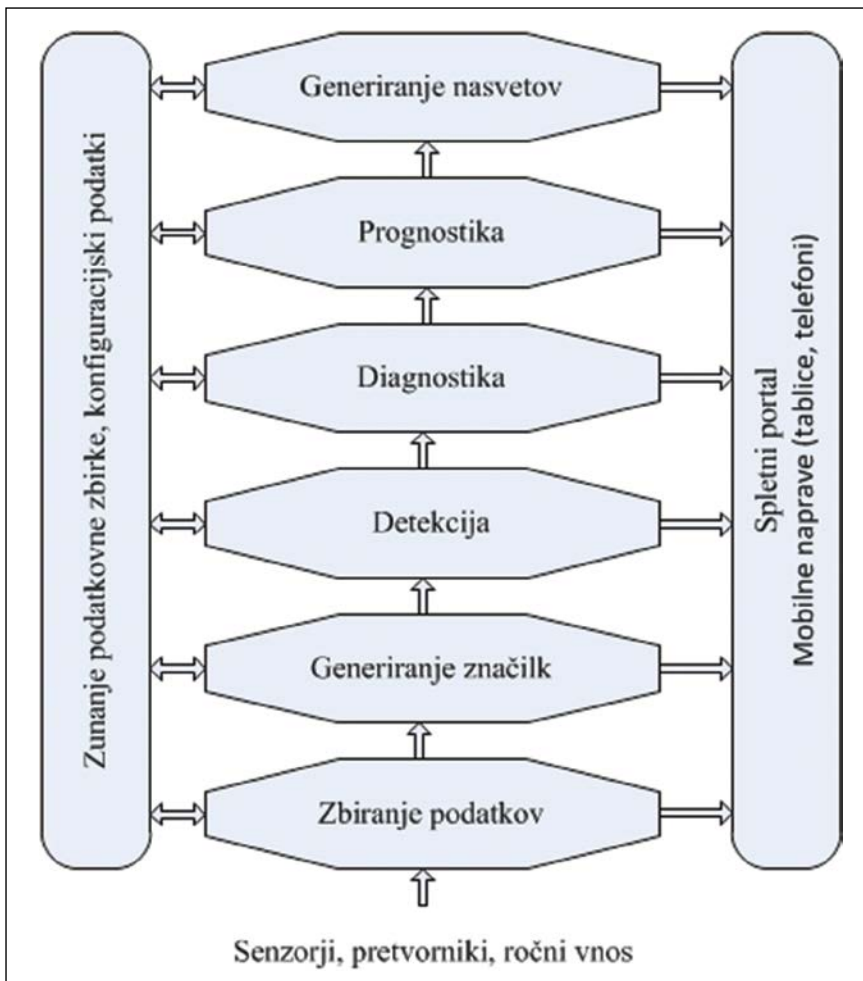 Zunanje podatkovne zbirke, konfiguracijski podatki
Generiranje nasvetov
Prognostika
Diagnostika
Detekcija
Generiranje značilk
Zbiranje podatkov
Senzorji, pretvorniki, ročni vnos
Spletni portal
Mobilne naprave (tablice, telefoni)